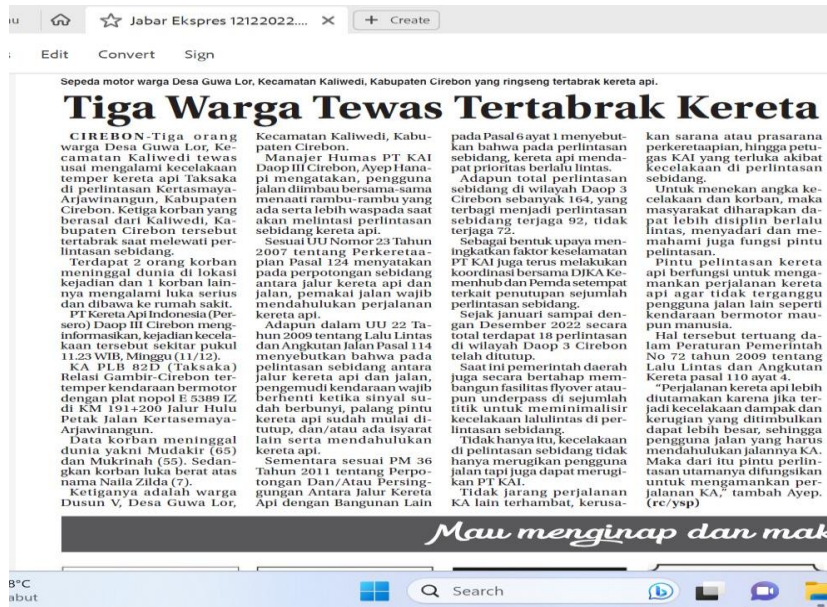 Jabar Ekspres 12122022....
+ Create
Edit Convert Sign
Sepeda motor warga Desa Guwa Lor, Kecamatan Kaliwedi, Kabupaten Cirebon yang ringseng tertabrak kereta api.
Tiga Warga Tewas Tertabrak Kereta
CIREBON-Tiga orang
warga Desa Guwa Lor, Ke-
camatan Kaliwedi tewas
usai mengalami kecelakaan
temper kereta api Taksaka
di perlintasan Kertasmaya-
Arjawinangun, Kabupaten
Cirebon. Ketiga korban yang
berasal dari Kaliwedi, Ka-
bupaten Cirebon tersebut
tertabrak saat melewati per-
lintasan sebidang.
Terdapat 2 orang korban
meninggal dunia di lokasi
kejadian dan 1 korban lain-
nya mengalami luka serius
dan dibawa ke rumah sakit.
PT Kereta Api Indonesia (Per-
sero) Daop III Cirebon meng-
informasikan, kejadian kecela-
kaan tersebut sekitar pukul
11.23 WIB, Minggu (11/12).
KA PLB 82D (Taksaka)
Relasi Gambir-Cirebon ter-
temper kendaraan bermotor
dengan plat nopol E 5389 IZ
di KM 191+200 Jalur Hulu
Petak Jalan Kertasemaya-
Arjawinangun.
Data korban meninggal
dunia yakni Mudakir (65)
dan Mukrinah (55). Sedan-
gkan korban luka berat atas
nama Naila Zilda (7).
Ketiganya adalah warga
Dusun V, Desa Guwa Lor,
Kecamatan Kaliwedi, Kabu-
paten Cirebon.
Manajer Humas PT KAI
Daop III Cirebon, Ayep Hana-
pi mengatakan, pengguna
jalan diimbau bersama-sama
menaati rambu-rambu yang
ada serta lebih waspada saat
akan melintasi perlintasan
sebidang kereta api.
Sesuai UU Nomor 23 Tahun
2007 tentang Perkeretaa-
pian Pasal 124 menyatakan
pada perpotongan sebidang
antara jalur kereta api dan
jalan, pemakai jalan wajib
mendahulukan perjalanan
kereta api.
Adapun dalam UU 22 Ta-
hun 2009 tentang Lalu Lintas
dan Angkutan Jalan Pasal 114
menyebutkan bahwa pada
pelintasan sebidang antara
jalur kereta api dan jalan,
pengemudi kendaraan wajib
berhenti ketika sinyal su-
dah berbunyi, palang pintu
kereta api sudah mulai di-
tutup, dan/atau ada isyarat
lain serta mendahulukan
kereta api.
Sementara sesuai PM 36
Tahun 2011 tentang Perpo-
tongan Dan/Atau Persing-
gungan Antara Jalur Kereta
Api dengan Bangunan Lain
pada Pasal 6 ayat 1 menyebut-
kan bahwa pada perlintasan
sebidang, kereta api menda-
pat prioritas berlalu lintas.
Adapun total perlintasan
sebidang di wilayah Daop 3
Cirebon sebanyak 164, yang
terbagi menjadi perlintasan
sebidang terjaga 92, tidak
terjaga 72.
Sebagai bentuk upaya men-
ingkatkan faktor keselamatan
PT KAI juga terus melakukan
koordinasi bersama DJKA Ke-
menhub dan Pemda setempat
terkait penutupan sejumlah
perlintasan sebidang.
Sejak januari sampai den-
gan Desember 2022 secara
total terdapat 18 perlintasan
di wilayah Daop 3 Cirebon
telah ditutup.
Saat ini pemerintah daerah
juga secara bertahap mem-
bangun fasilitas flyover atau-
pun underpass di sejumlah
titik untuk meminimalisir
kecelakaan lalulintas di per-
lintasan sebidang.
Tidak hanya itu, kecelakaan
di pelintasan sebidang tidak
hanya merugikan pengguna
jalan tapi juga dapat merugi-
kan PT KAI.
Tidak jarang perjalanan
KA lain terhambat, kerusa-
kan sarana atau prasarana
perkeretaapian, hingga petu-
gas KAI yang terluka akibat
kecelakaan di perlintasan
sebidang.
Untuk menekan angka ke-
celakaan dan korban, maka
masyarakat diharapkan da-
pat lebih disiplin berlalu
lintas, menyadari dan me-
mahami juga fungsi pintu
pelintasan.
Pintu pelintasan kereta
api berfungsi untuk menga-
mankan perjalanan kereta
api agar tidak terganggu
pengguna jalan lain seperti
kendaraan bermotor mau-
pun manusia.
Hal tersebut tertuang da-
lam Peraturan Pemerintah
No 72 tahun 2009 tentang
Lalu Lintas dan Angkutan
Kereta pasal 110 ayat 4.
"Perjalanan kereta api lebih
diutamakan karena jika ter-
jadi kecelakaan dampak dan
kerugian yang ditimbulkan
dapat lebih besar, sehingga
pengguna jalan yang harus
mendahulukan jalannya KA.
Maka dari itu pintu perlin-
tasan utamanya difungsikan
untuk mengamankan per-
jalanan KA," tambah Ayep.
(rc/ysp)
Mau menginap dan mak
8°C
abut
Search